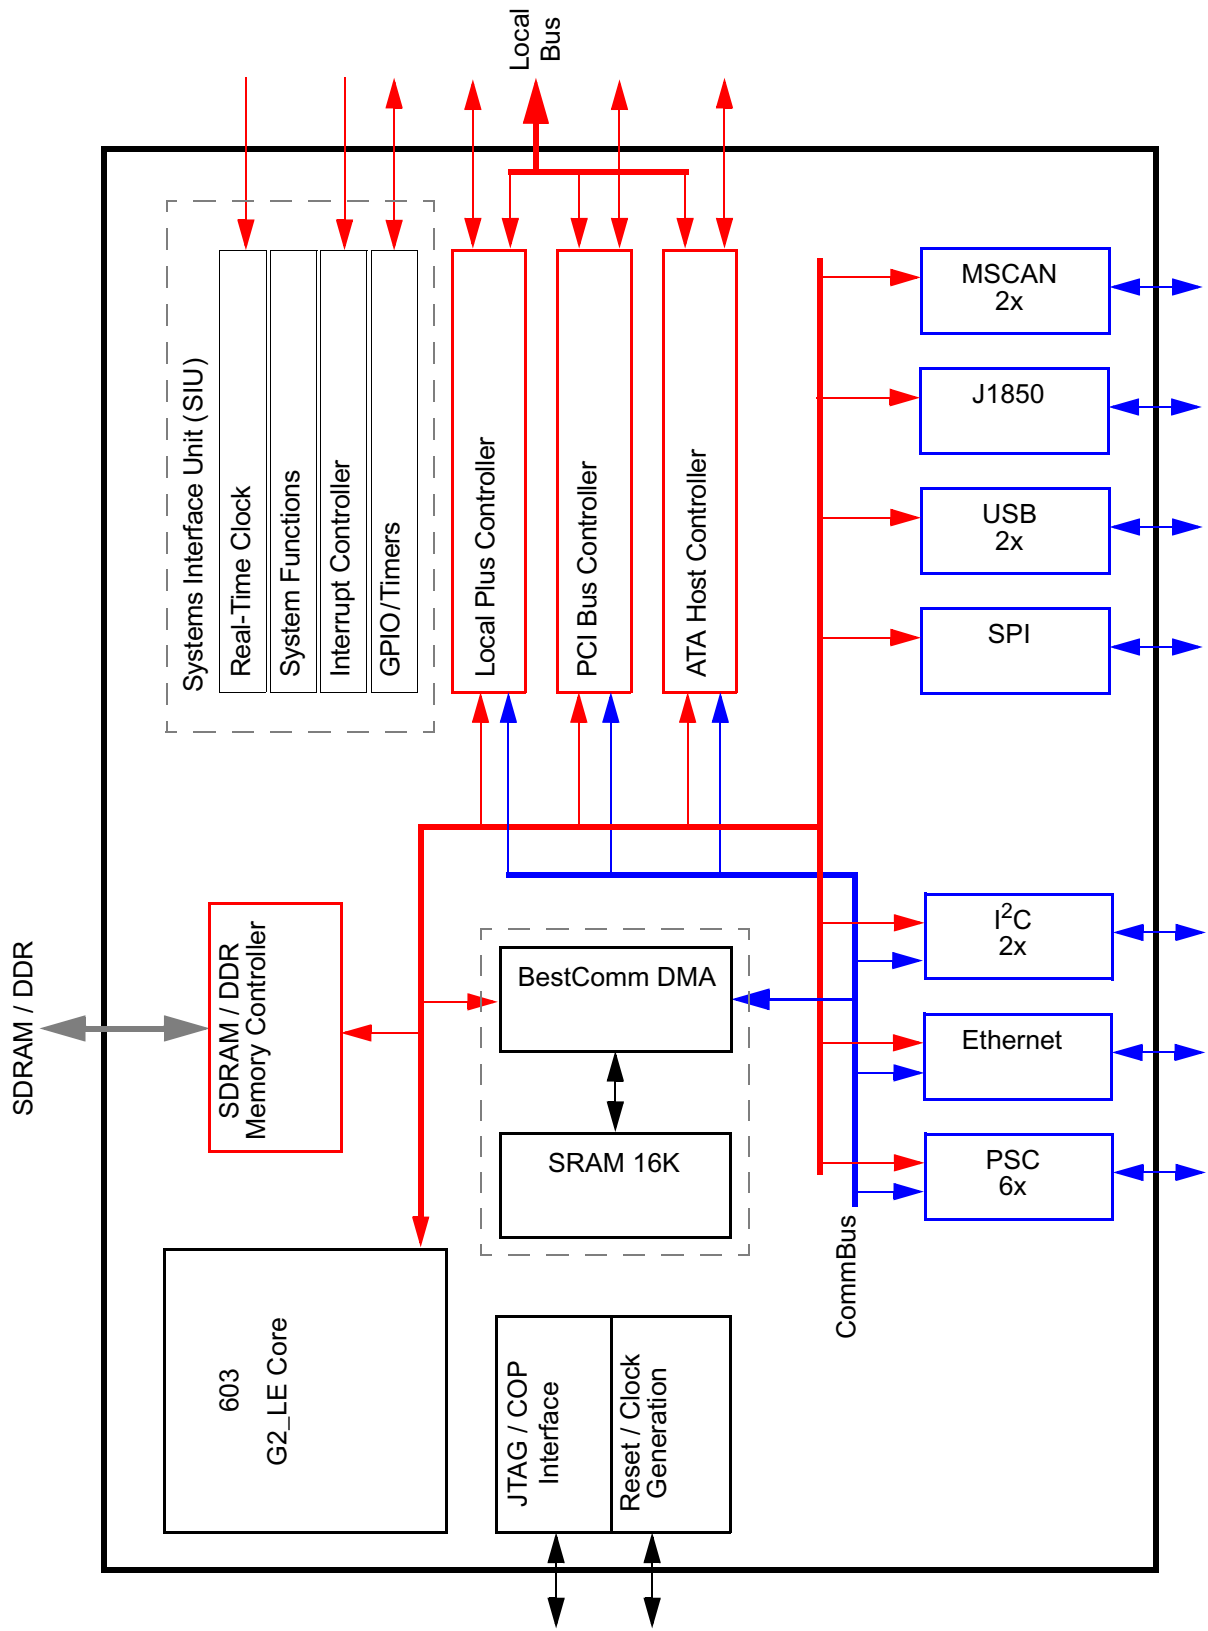 Local
Bus
Systems Interface Unit (SIU)
Real-Time Clock
System Functions
Interrupt Controller
GPIO/Timers
Local Plus Controller
PCI Bus Controller
ATA Host Controller
MSCAN
2x
J1850
USB
2x
SPI
SDRAM / DDR
SDRAM / DDR
Memory Controller
BestComm DMA
SRAM 16K
I²C
2x
Ethernet
PSC
6x
CommBus
603
G2_LE Core
JTAG / COP
Interface
Reset / Clock
Generation